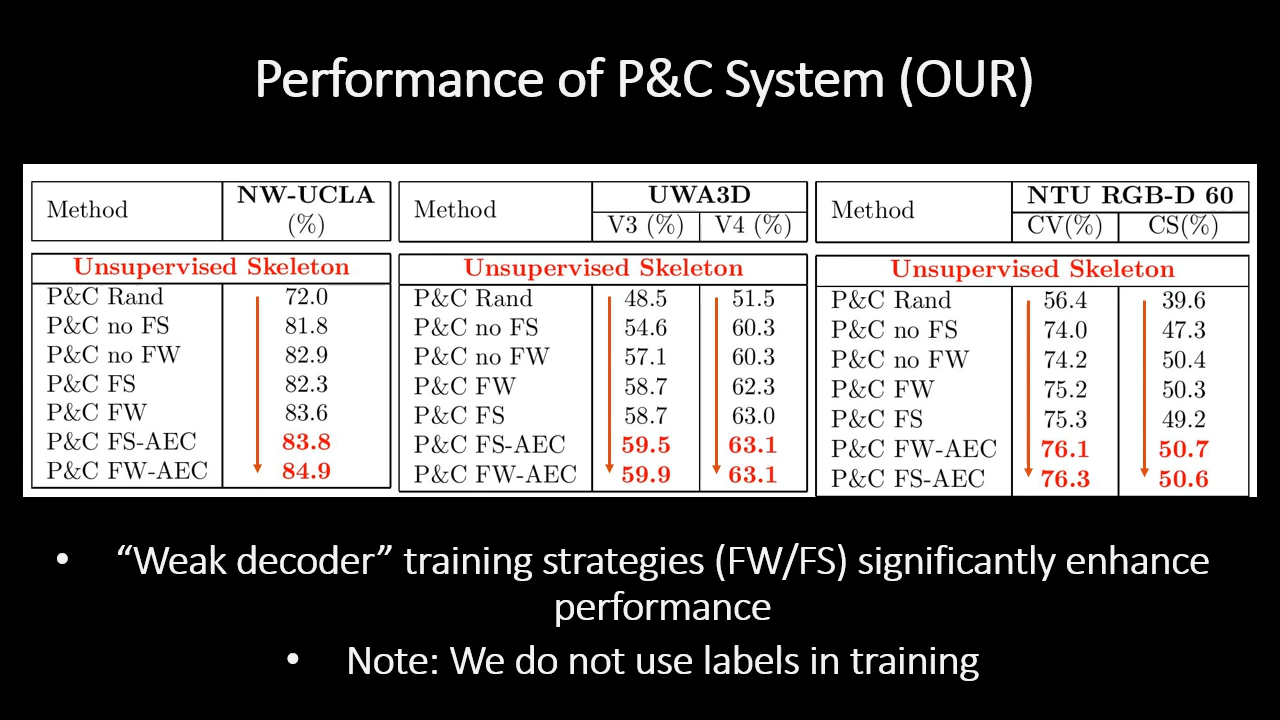 Performance of P&C System (OUR)
Method NW-UCLA
(%)
Unsupervised Skeleton
P&C Rand 72.0
P&C no FS 81.8
P&C no FW 82.9
P&C FS 82.3
P&C FW 83.6
P&C FS-AEC 83.8
P&C FW-AEC 84.9
Method UWA3D
V3 (%) V4 (%)
Unsupervised Skeleton
P&C Rand 48.5 51.5
P&C no FS 54.6 60.3
P&C no FW 57.1 60.3
P&C FW 58.7 62.3
P&C FS 58.7 63.0
P&C FS-AEC 59.5 63.1
P&C FW-AEC 59.9 63.1
Method NTU RGB-D 60
CV(%) CS(%)
Unsupervised Skeleton
P&C Rand 56.4 39.6
P&C no FS 74.0 47.3
P&C no FW 74.2 50.4
P&C FW 75.2 50.3
P&C FS 75.3 49.2
P&C FW-AEC 76.1 50.7
P&C FS-AEC 76.3 50.6
• “Weak decoder” training strategies (FW/FS) significantly enhance
performance
• Note: We do not use labels in training